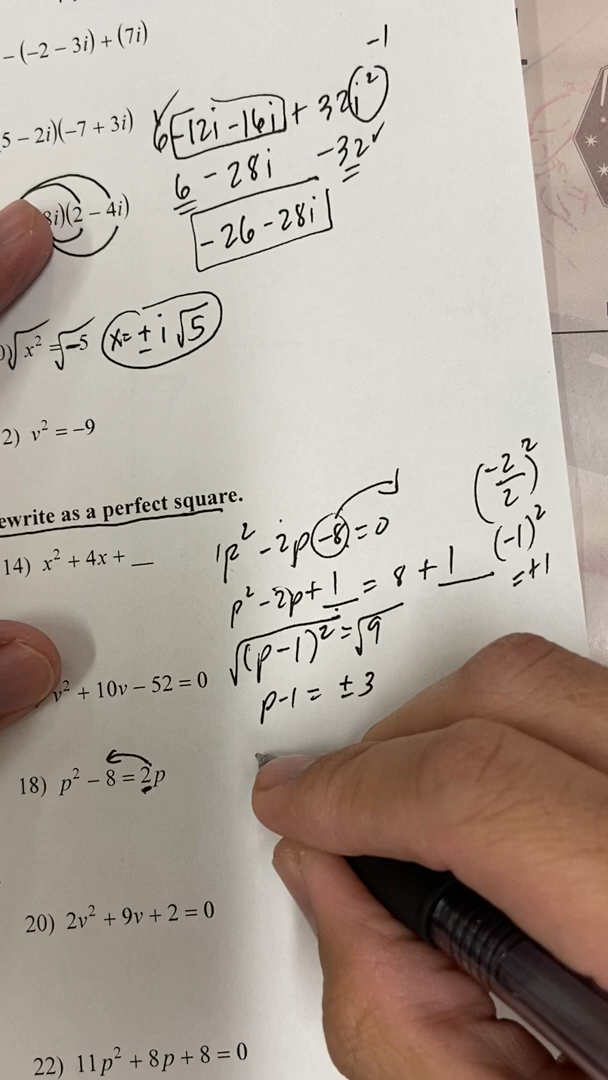 – (–2 – 3i) + (7i)
–1
5 – 2i)(–7 + 3i)
6 –12i –16i + 32i²
6 – 28i –32
8i)(2 – 4i)
–26 –28i
)√x² = √–5 x = ± i √5
2) v² = –9
ewrite as a perfect square.
14) x² + 4x + __
1p² – 2p –8 = 0
(–2/2)²
p² – 2p + 1 = 8 + 1
(–1)²
= +1
√(p – 1)² = √9
v² + 10v – 52 = 0
p – 1 = ± 3
18) p² – 8 = 2p
20) 2v² + 9v + 2 = 0
22) 11p² + 8p + 8 = 0